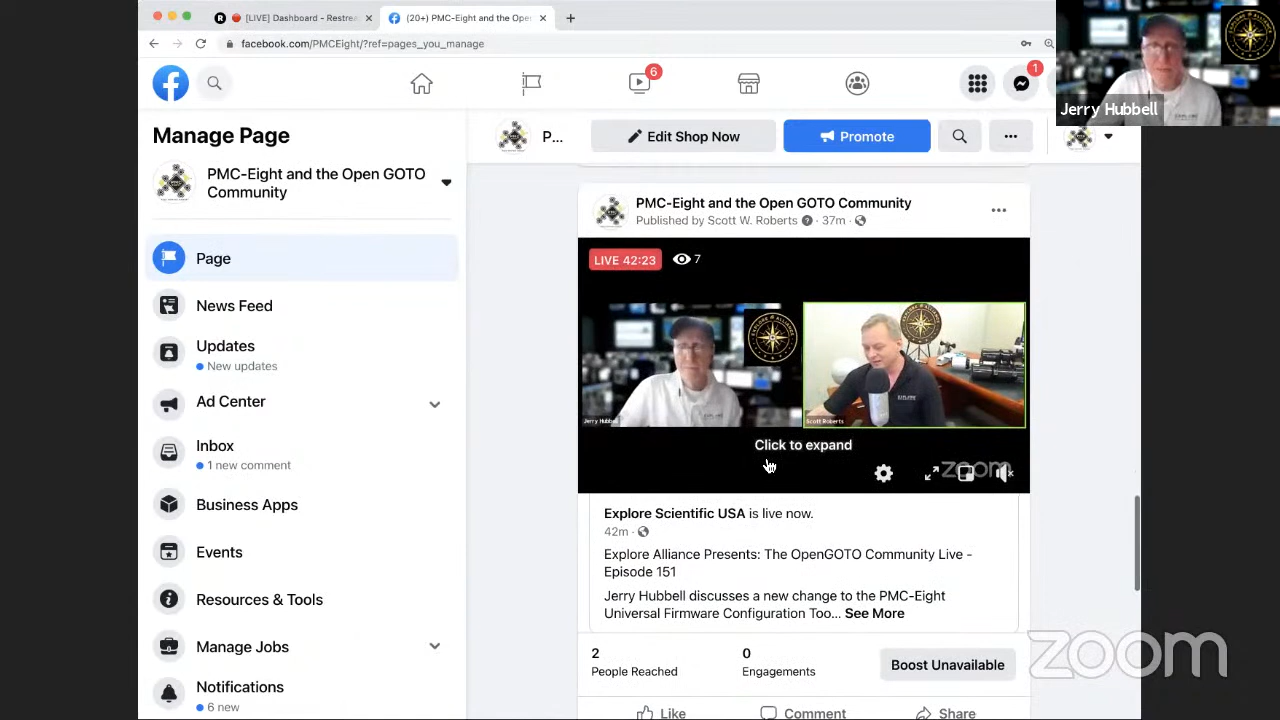 [LIVE] Dashboard - Restrea
(20+) PMC-Eight and the Ope
facebook.com/PMCEight/?ref=pages_you_manage
6
1
Jerry Hubbell
Manage Page
P...
Edit Shop Now
Promote
PMC-Eight and the Open GOTO
Community
Page
News Feed
Updates
New updates
Ad Center
Inbox
1 new comment
Business Apps
Events
Resources & Tools
Manage Jobs
Notifications
6 new
PMC-Eight and the Open GOTO Community
Published by Scott W. Roberts · 37m ·
LIVE 42:23
7
Jerry Hubbell
Scott Roberts
Click to expand
zoom
Explore Scientific USA is live now.
42m ·
Explore Alliance Presents: The OpenGOTO Community Live -
Episode 151
Jerry Hubbell discusses a new change to the PMC-Eight
Universal Firmware Configuration Too... See More
2
People Reached
0
Engagements
Boost Unavailable
Like
Comment
Share
zoom